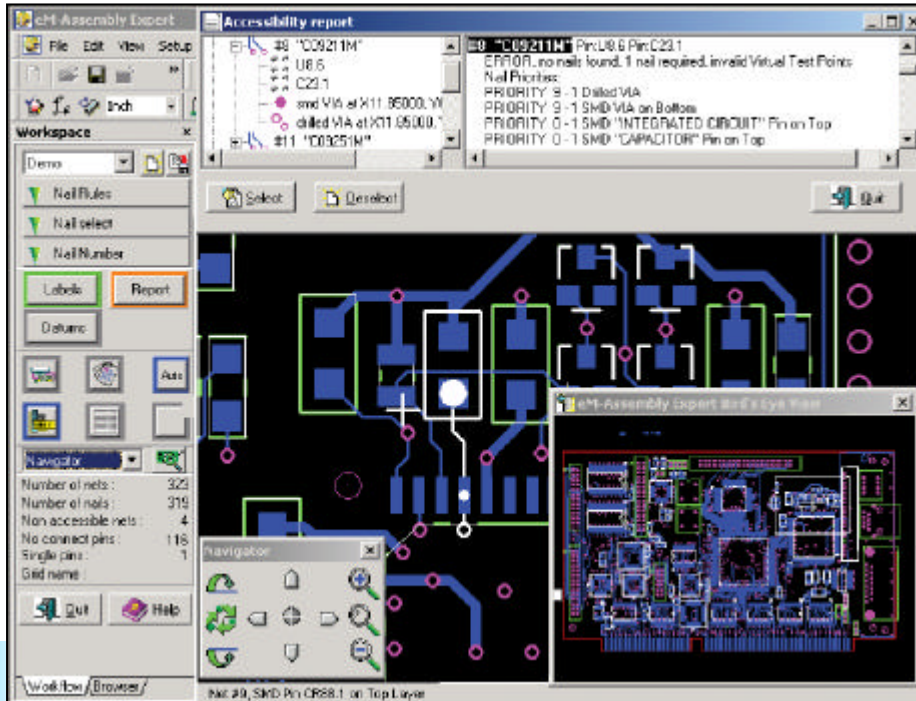 eM-Assembly Expert
File Edit View Setup
Inch
Workspace
Demo
Nail Rules
Nail select
Nail Number
Labels Report
Datums
Auto
Navigator
Number of nets : 323
Number of nails : 319
Non accessible nets : 4
No connect pins : 116
Single pins : 1
Grid name :
Quit Help
Workflow Browser
Accessibility report
#8 "C09211M"
U8.6
C23.1
smd VIA at X11.85000,
drilled VIA at X11.85000,
#11 "C09251M"
#8 "C09211M" Pin:U8.6 Pin:C23.1
ERROR, no nails found, 1 nail required, invalid Virtual Test Points
Nail Priorities:
PRIORITY 9 - 1 Drilled VIA
PRIORITY 9 - 1 SMD VIA on Bottom
PRIORITY 0 - 1 SMD "INTEGRATED CIRCUIT" Pin on Top
PRIORITY 0 - 1 SMD "CAPACITOR" Pin on Top
Select Deselect Quit
Navigator
eM-Assembly Expert Bird's Eye View
Net #9, SMD Pin CR88.1 on Top Layer